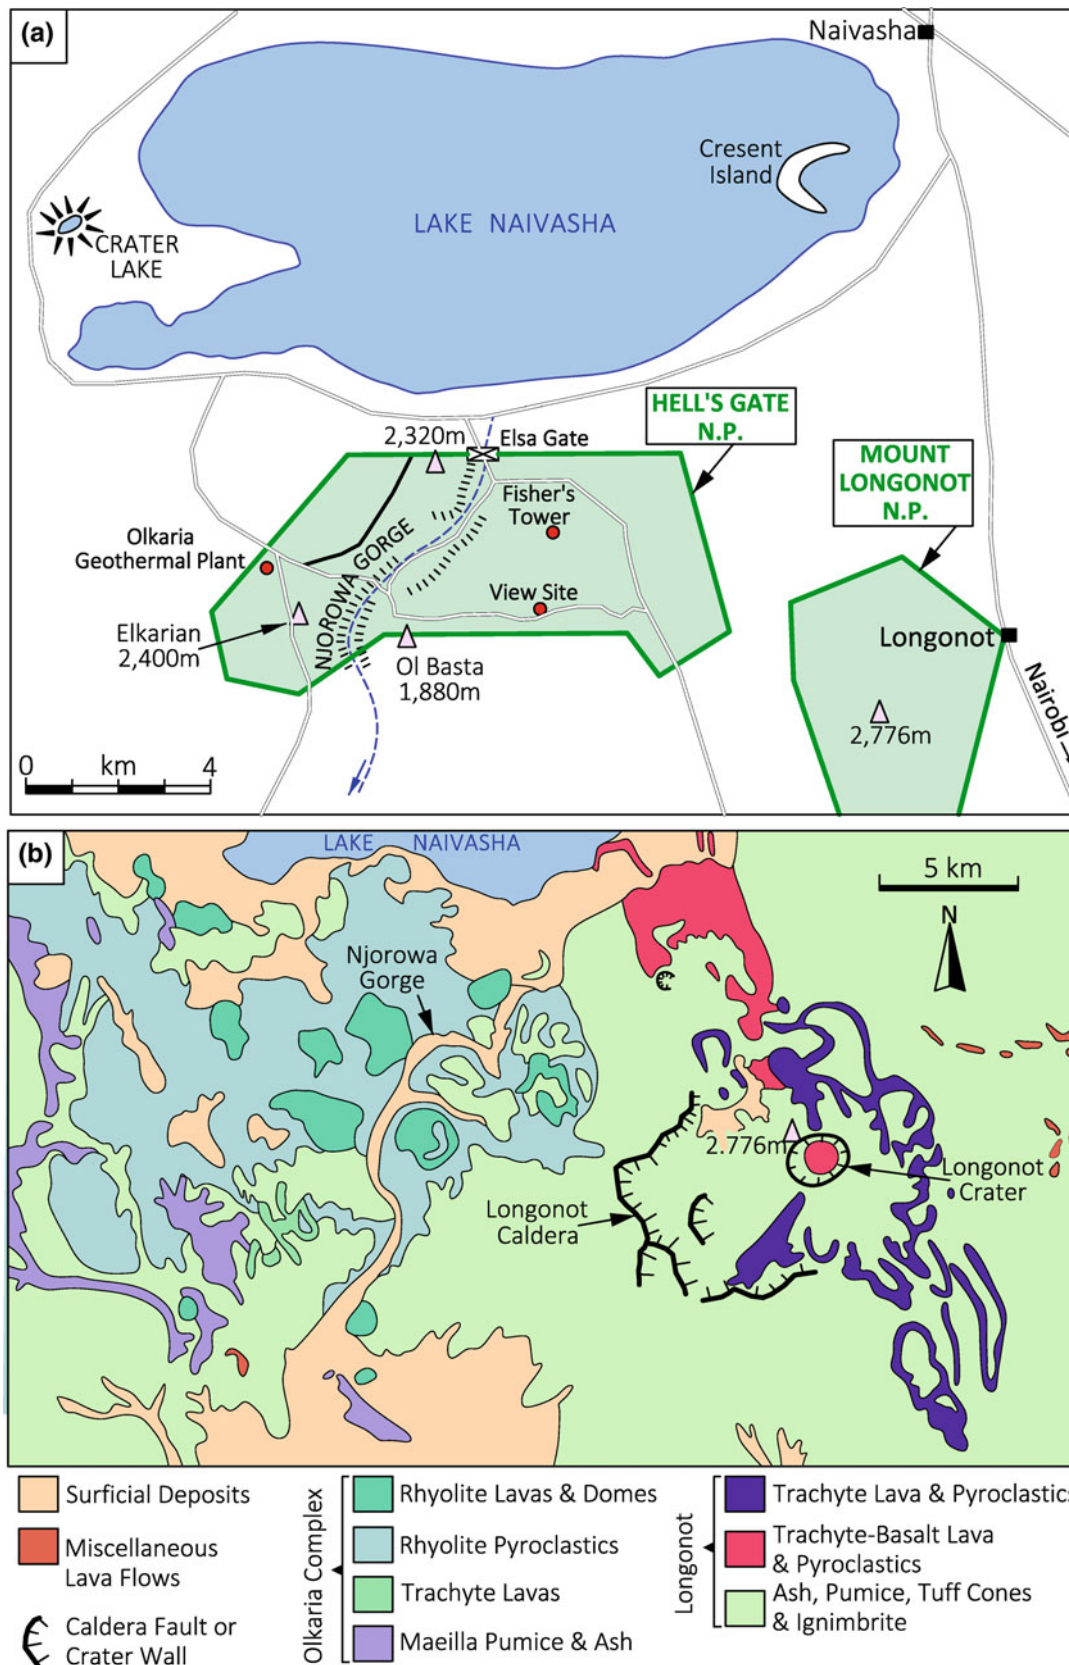 (a)
Naivasha
Cresent
Island
LAKE NAIVASHA
CRATER
LAKE
HELL'S GATE
N.P.
2,320m
Elsa Gate
MOUNT
LONGONOT
N.P.
Fisher's
Tower
Olkaria
Geothermal Plant
NJOROWA GORGE
View Site
Elkarian
2,400m
Ol Basta
1,880m
Longonot
Nairobi
2,776m
0 km 4
(b)
LAKE NAIVASHA
5 km
N
Njorowa
Gorge
2.776m
Longonot
Crater
Longonot
Caldera
Surficial Deposits
Miscellaneous
Lava Flows
Caldera Fault or
Crater Wall
Olkaria Complex
Rhyolite Lavas & Domes
Rhyolite Pyroclastics
Trachyte Lavas
Maeilla Pumice & Ash
Longonot
Trachyte Lava & Pyroclastics
Trachyte-Basalt Lava
& Pyroclastics
Ash, Pumice, Tuff Cones
& Ignimbrite